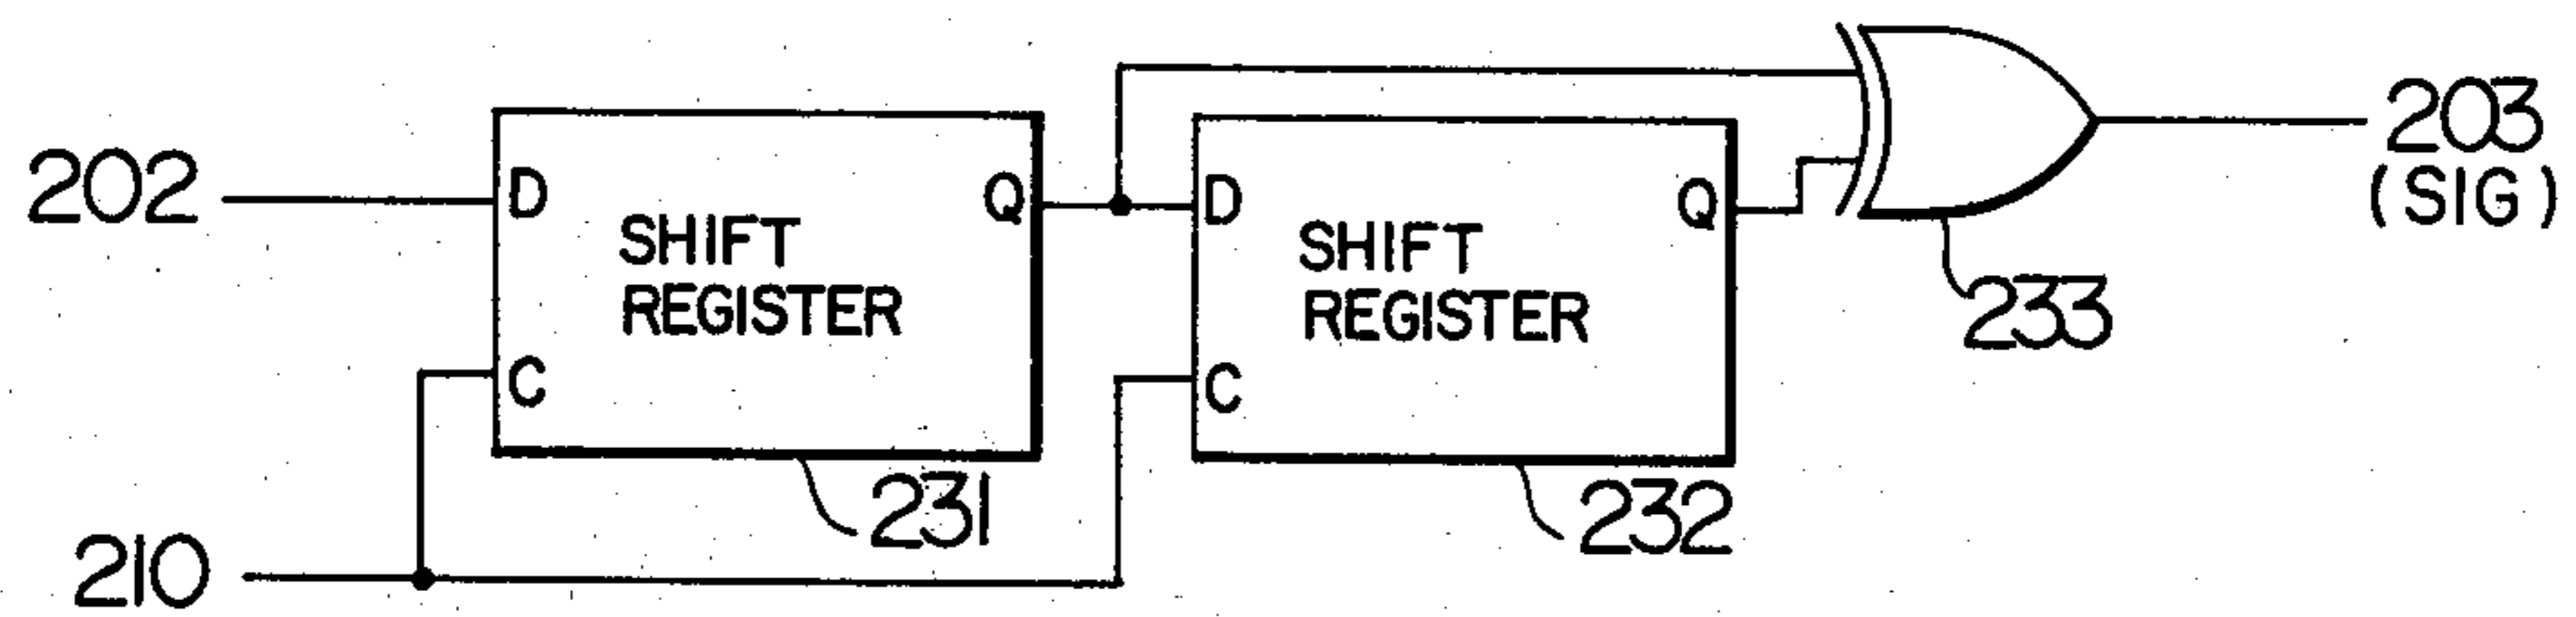 202
D
Q
SHIFT
REGISTER
C
231
210
D
Q
SHIFT
REGISTER
C
232
233
203
(SIG)